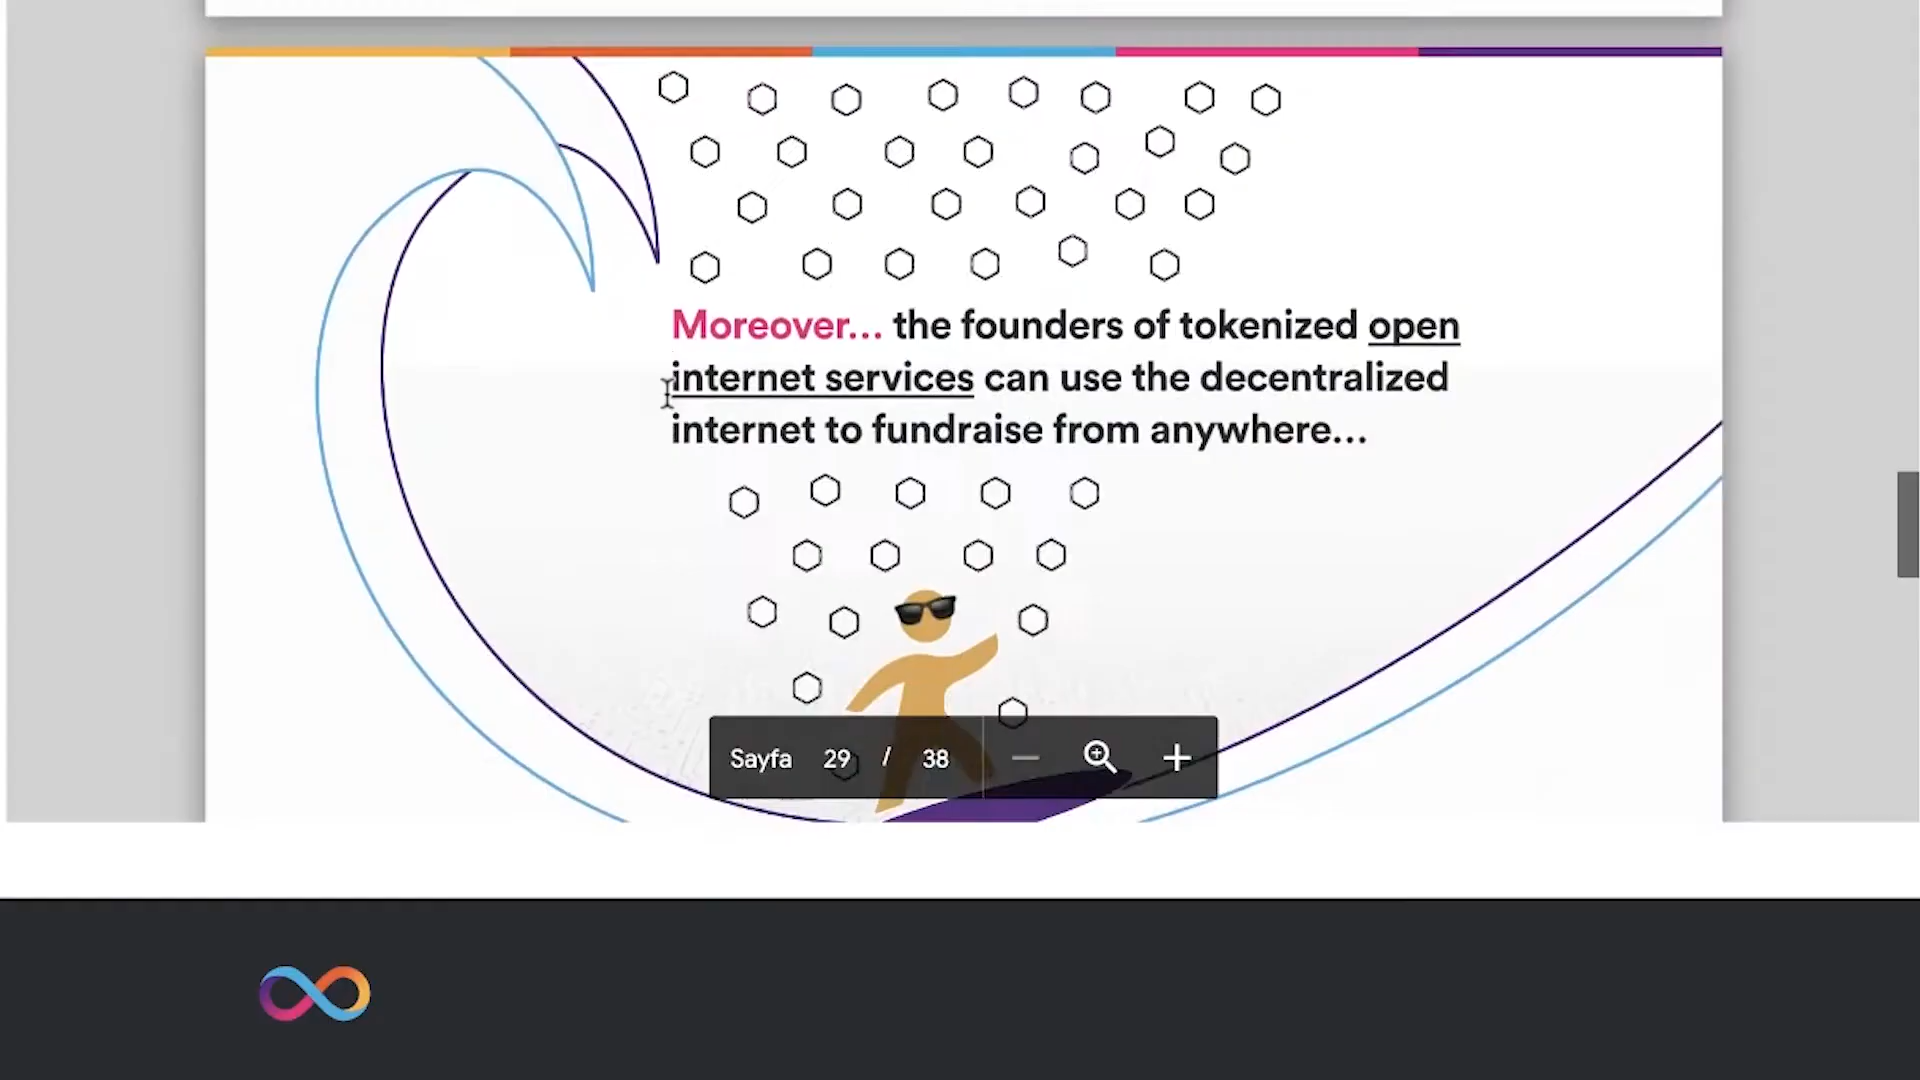 Moreover... the founders of tokenized open
internet services can use the decentralized
internet to fundraise from anywhere...
Sayfa 29 / 38